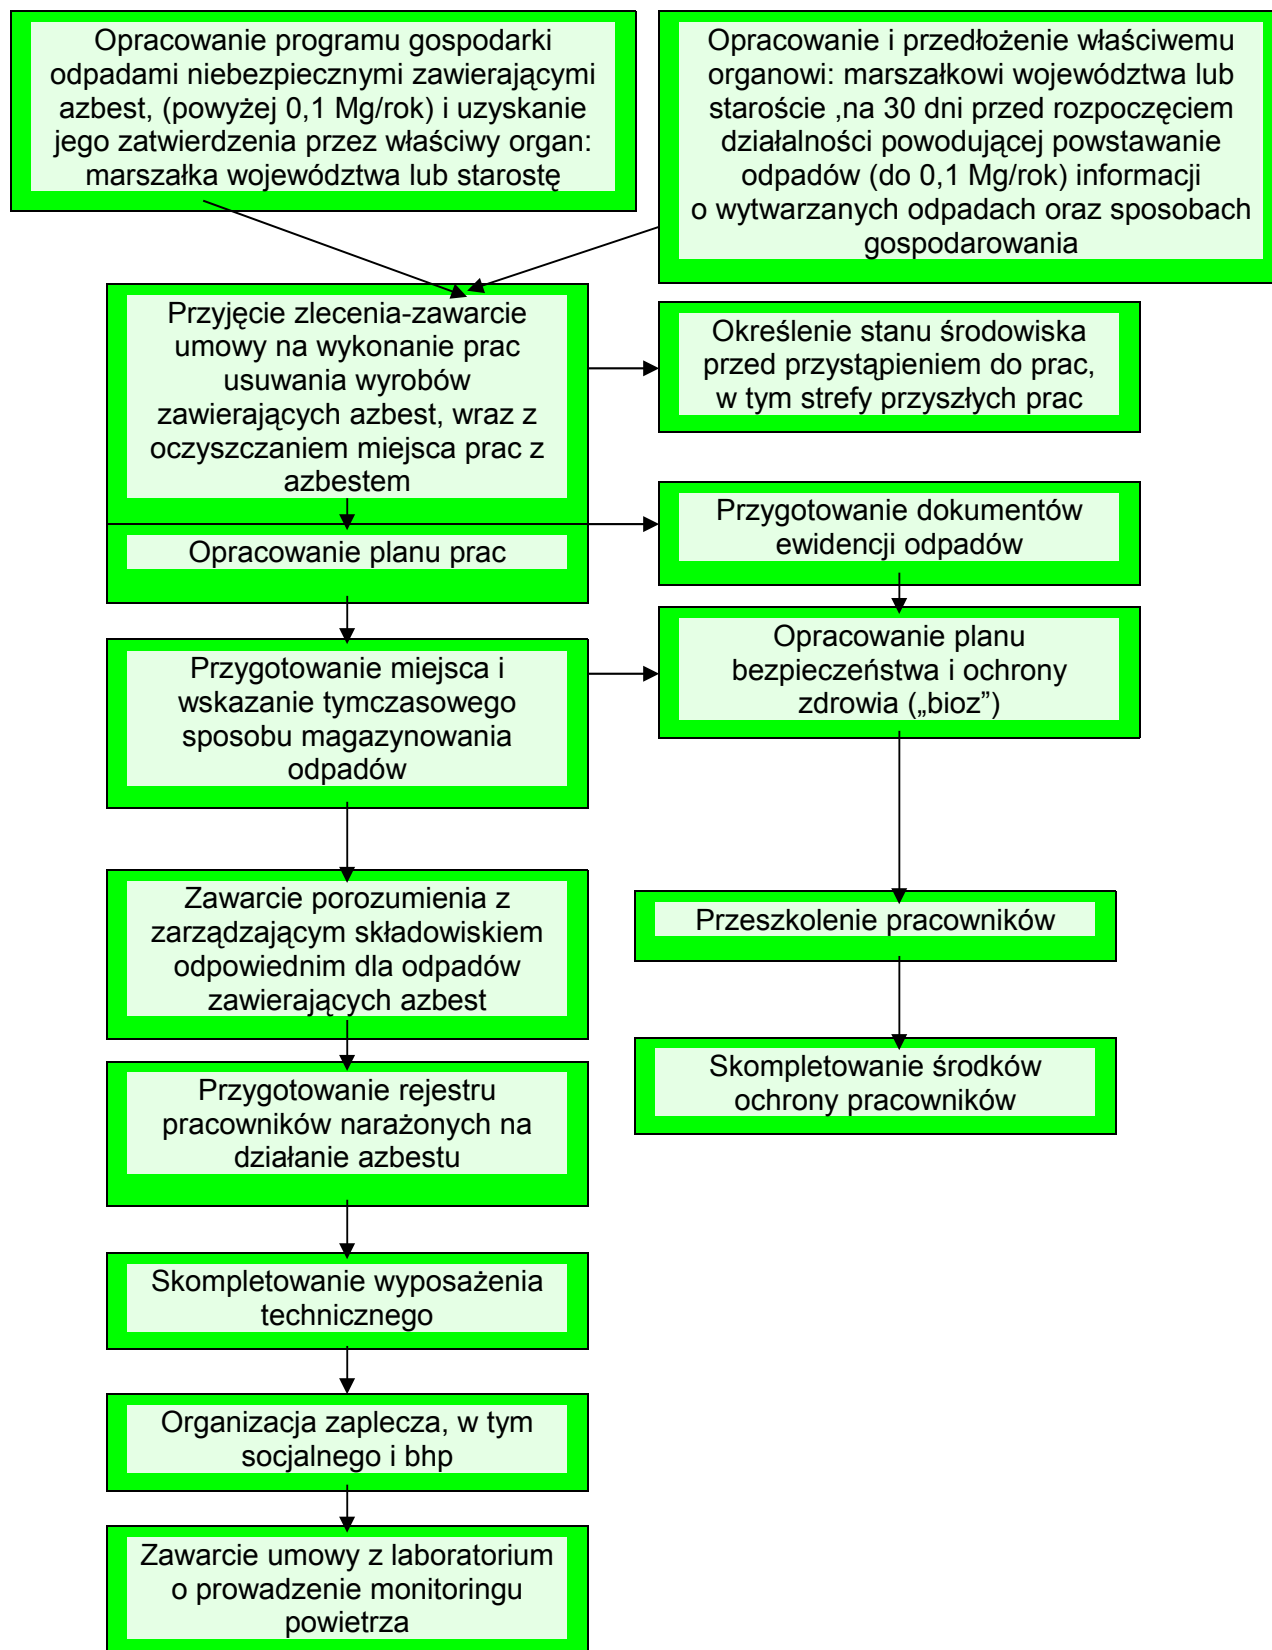 Opracowanie programu gospodarki
odpadami niebezpiecznymi zawierającymi
azbest, (powyżej 0,1 Mg/rok) i uzyskanie
jego zatwierdzenia przez właściwy organ:
marszałka województwa lub starostę
Opracowanie i przedłożenie właściwemu
organowi: marszałkowi województwa lub
staroście ,na 30 dni przed rozpoczęciem
działalności powodującej powstawanie
odpadów (do 0,1 Mg/rok) informacji
o wytwarzanych odpadach oraz sposobach
gospodarowania
Przyjęcie zlecenia-zawarcie
umowy na wykonanie prac
usuwania wyrobów
zawierających azbest, wraz z
oczyszczaniem miejsca prac z
azbestem
Określenie stanu środowiska
przed przystąpieniem do prac,
w tym strefy przyszłych prac
Opracowanie planu prac
Przygotowanie dokumentów
ewidencji odpadów
Przygotowanie miejsca i
wskazanie tymczasowego
sposobu magazynowania
odpadów
Opracowanie planu
bezpieczeństwa i ochrony
zdrowia („bioz”)
Zawarcie porozumienia z
zarządzającym składowiskiem
odpowiednim dla odpadów
zawierających azbest
Przeszkolenie pracowników
Przygotowanie rejestru
pracowników narażonych na
działanie azbestu
Skompletowanie środków
ochrony pracowników
Skompletowanie wyposażenia
technicznego
Organizacja zaplecza, w tym
socjalnego i bhp
Zawarcie umowy z laboratorium
o prowadzenie monitoringu
powietrza